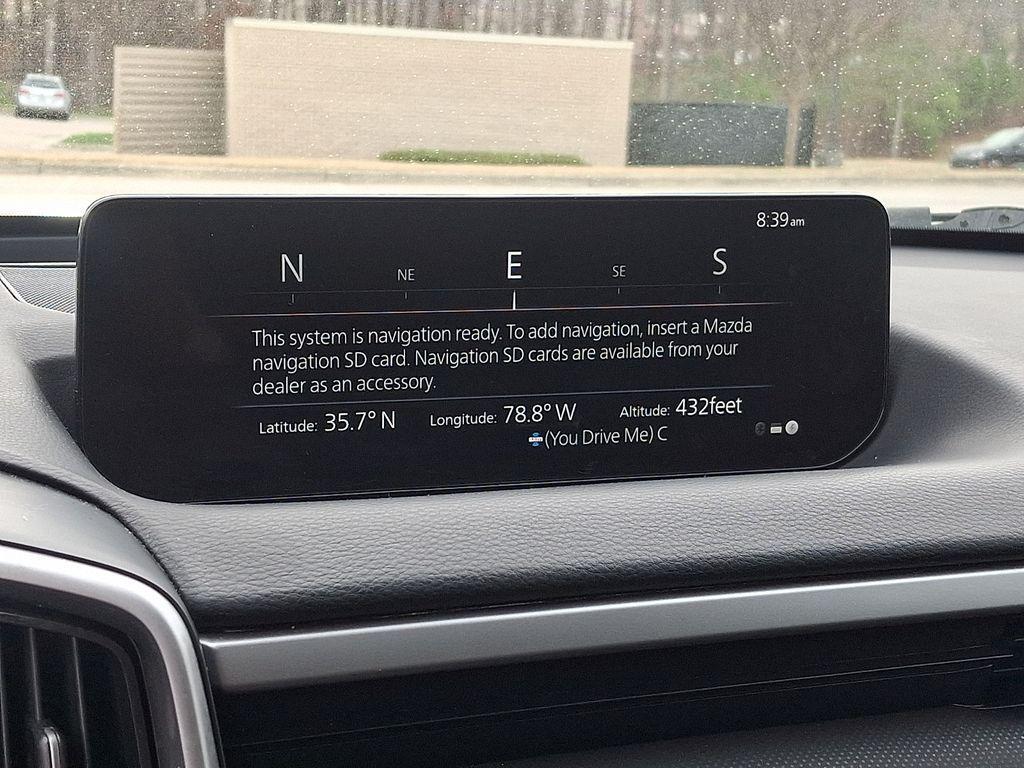 8:39am
N NE E SE S
This system is navigation ready. To add navigation, insert a Mazda
navigation SD card. Navigation SD cards are available from your
dealer as an accessory.
Latitude: 35.7° N Longitude: 78.8° W Altitude: 432feet
(You Drive Me) C